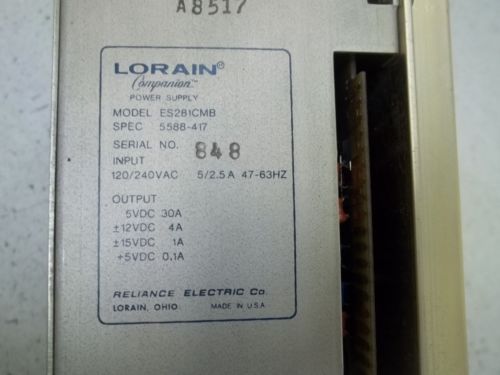 A8517
LORAIN®
Companion™
POWER SUPPLY
MODEL ES281CMB
SPEC 5588-417
SERIAL NO. 848
INPUT
120/240VAC 5/2.5A 47-63HZ
OUTPUT
5VDC 30A
±12VDC 4A
±15VDC 1A
+5VDC 0.1A
RELIANCE ELECTRIC Co.
LORAIN, OHIO MADE IN U.S.A.